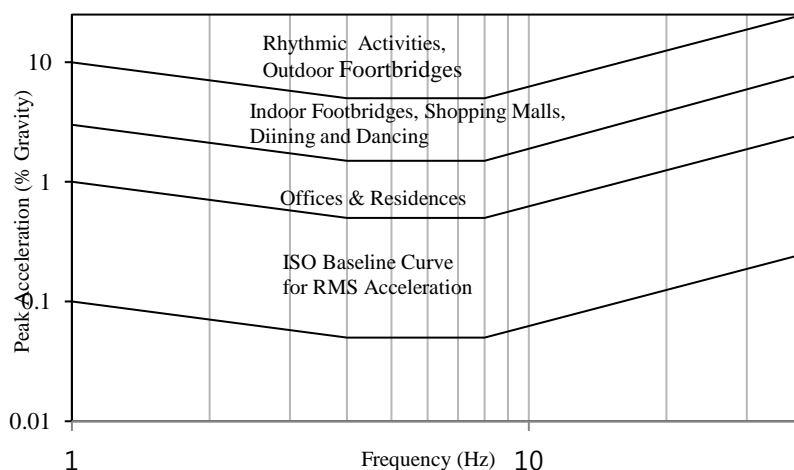 Rhythmic Activities,
Outdoor Foortbridges
Indoor Footbridges, Shopping Malls,
Diining and Dancing
Offices & Residences
ISO Baseline Curve
for RMS Acceleration
Peak Acceleration (% Gravity)
10
1
0.1
0.01
1
Frequency (Hz)
10